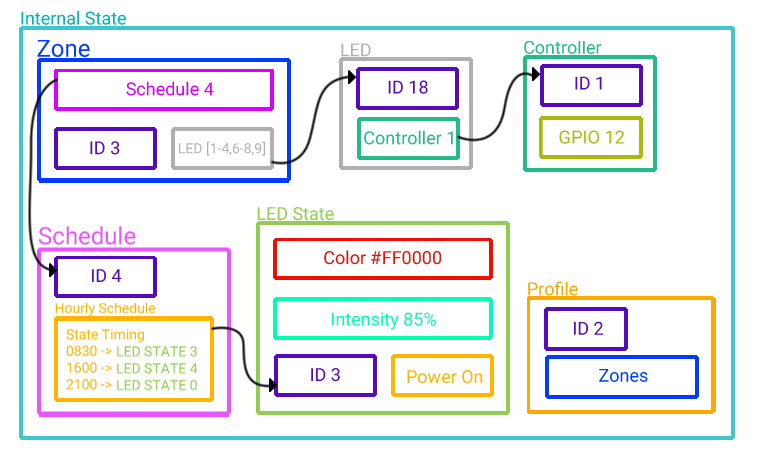 Internal State
Zone
Schedule 4
ID 3
LED [1-4,6-8,9]
LED
ID 18
Controller 1
Controller
ID 1
GPIO 12
Schedule
ID 4
Hourly Schedule
State Timing
0830 -> LED STATE 3
1600 -> LED STATE 4
2100 -> LED STATE 0
LED State
Color #FF0000
Intensity 85%
ID 3
Power On
Profile
ID 2
Zones